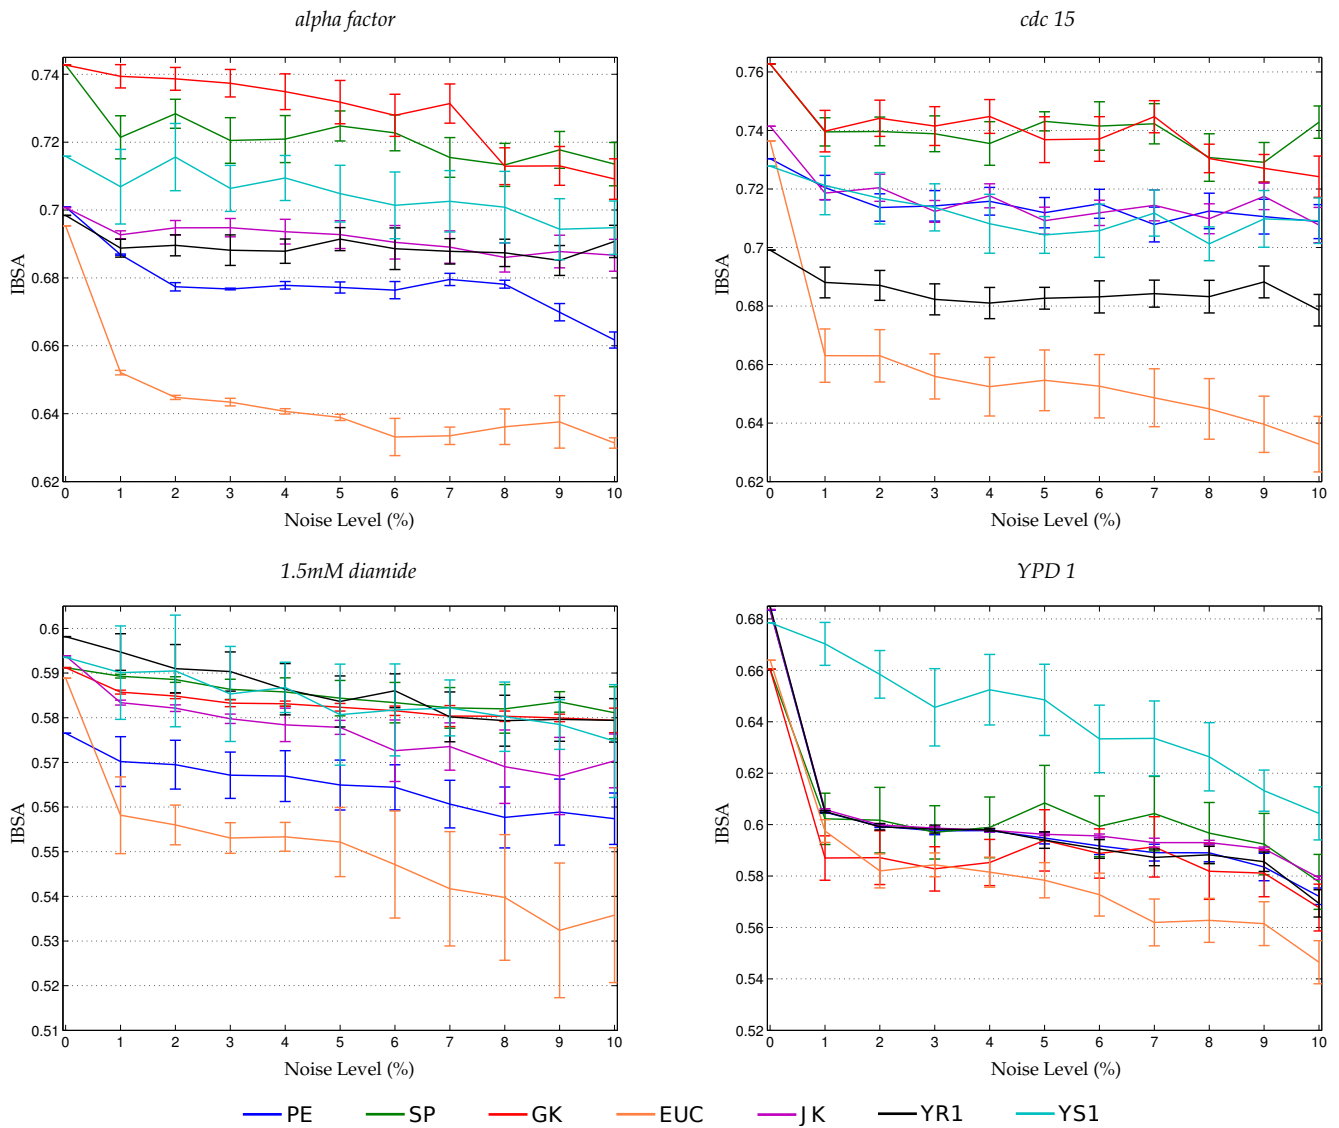 alpha factor
cdc 15
0.74
0.72
0.7
0.68
0.66
0.64
0.62
IBSA
0 1 2 3 4 5 6 7 8 9 10
Noise Level (%)
0.76
0.74
0.72
0.7
0.68
0.66
0.64
0.62
IBSA
0 1 2 3 4 5 6 7 8 9 10
Noise Level (%)
1.5mM diamide
YPD 1
0.6
0.59
0.58
0.57
0.56
0.55
0.54
0.53
0.52
0.51
IBSA
0 1 2 3 4 5 6 7 8 9 10
Noise Level (%)
0.68
0.66
0.64
0.62
0.6
0.58
0.56
0.54
0.52
IBSA
0 1 2 3 4 5 6 7 8 9 10
Noise Level (%)
PE SP GK EUC JK YR1 YS1